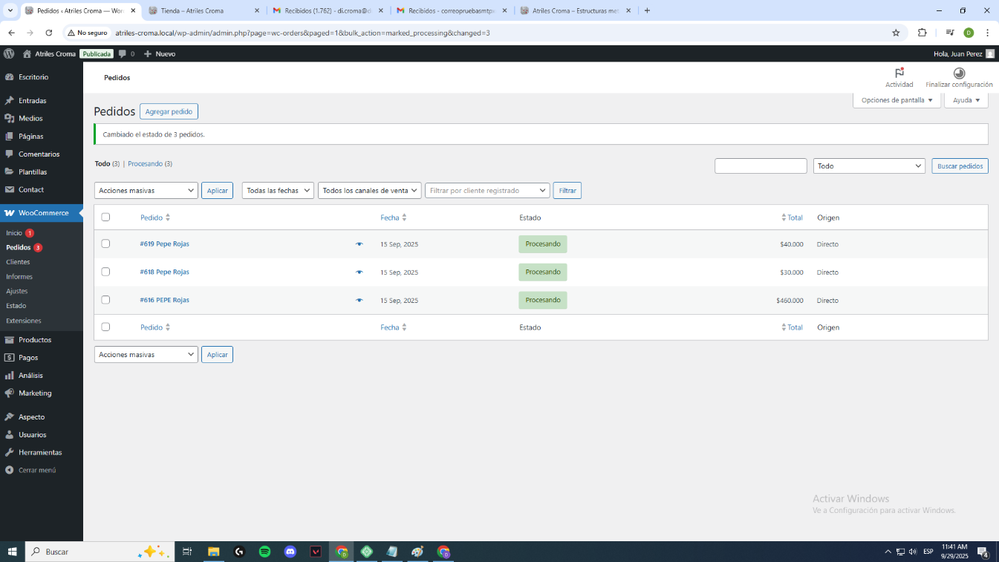 Pedidos ‹ Atriles Croma — Wor
Tienda – Atriles Croma
Recibidos (1.762) - di.croma@di
Recibidos - correopruebasmtpx
Atriles Croma – Estructuras met
No seguro
atriles-croma.local/wp-admin/admin.php?page=wc-orders&paged=1&bulk_action=marked_processing&changed=3
D
Atriles Croma
Publicada
0
Nuevo
Hola, Juan Perez
Escritorio
Entradas
Medios
Páginas
Comentarios
Plantillas
Contact
WooCommerce
Inicio 1
Pedidos 3
Clientes
Informes
Ajustes
Estado
Extensiones
Productos
Pagos
Análisis
Marketing
Aspecto
Usuarios
Herramientas
Cerrar menú
Pedidos
Actividad
Finalizar configuración
Opciones de pantalla
Ayuda
Pedidos
Agregar pedido
Cambiado el estado de 3 pedidos.
Todo (3) | Procesando (3)
Todo
Buscar pedidos
Acciones masivas
Aplicar
Todas las fechas
Todos los canales de venta
Filtrar por cliente registrado
Filtrar
Pedido Fecha Estado Total Origen
#619 Pepe Rojas 15 Sep, 2025 Procesando $40.000 Directo
#618 Pepe Rojas 15 Sep, 2025 Procesando $30.000 Directo
#616 PEPE Rojas 15 Sep, 2025 Procesando $460.000 Directo
Pedido Fecha Estado Total Origen
Acciones masivas
Aplicar
Activar Windows
Ve a Configuración para activar Windows.
Buscar
ESP
11:41 AM
9/29/2025
4